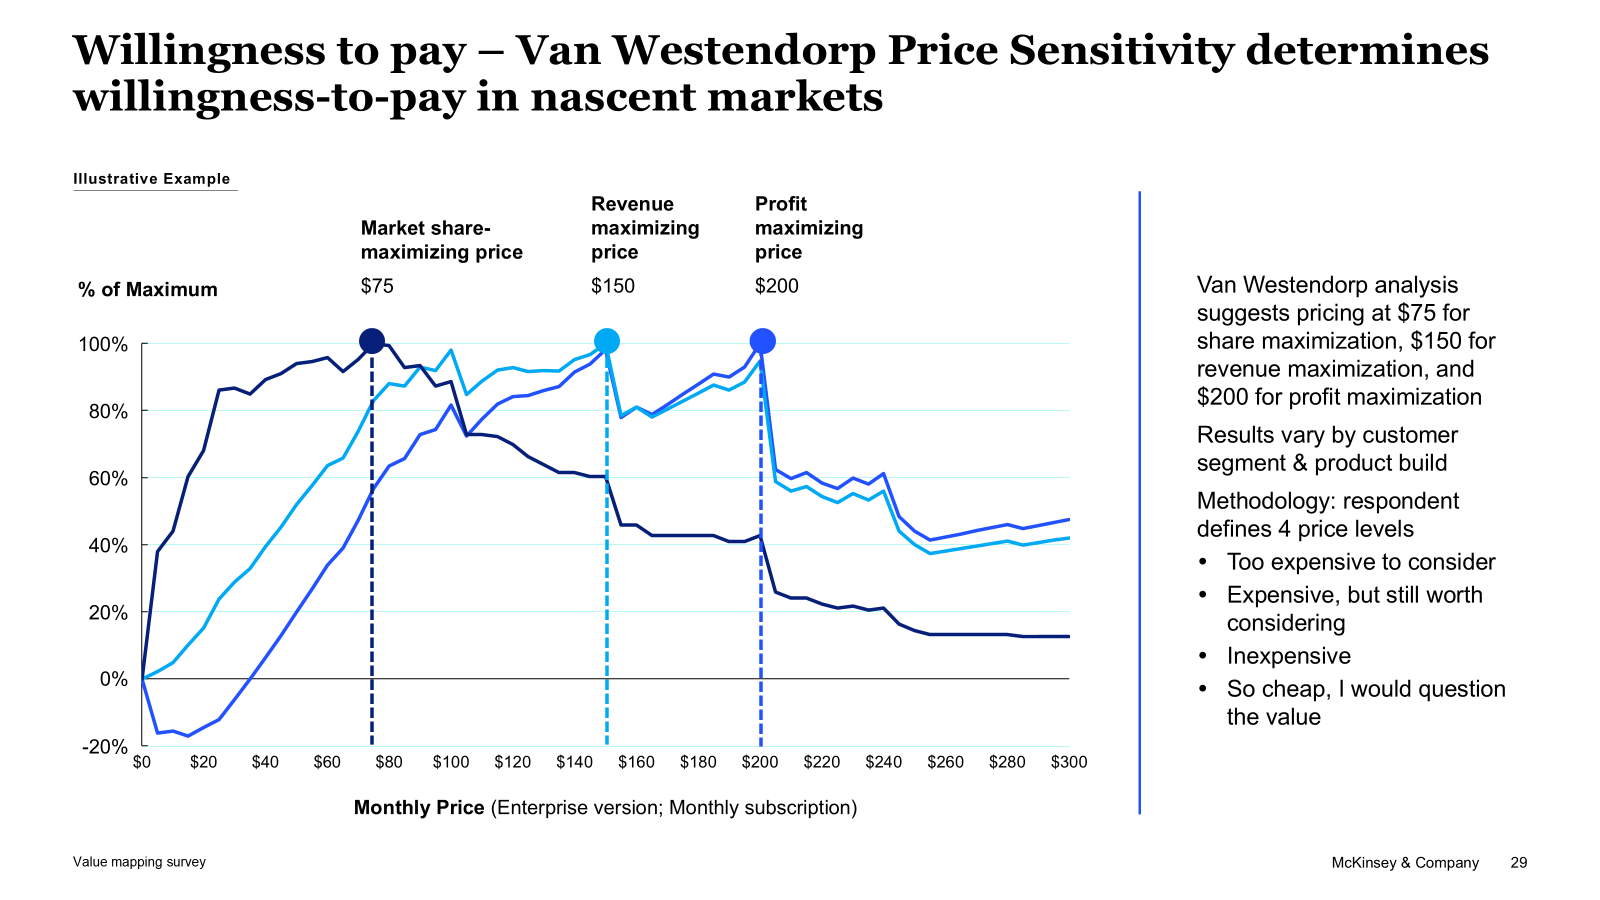 Willingness to pay – Van Westendorp Price Sensitivity determines
willingness-to-pay in nascent markets
Illustrative Example
Market share-
maximizing price
$75
Revenue
maximizing
price
$150
Profit
maximizing
price
$200
% of Maximum
100%
80%
60%
40%
20%
0%
-20%
$0 $20 $40 $60 $80 $100 $120 $140 $160 $180 $200 $220 $240 $260 $280 $300
Monthly Price (Enterprise version; Monthly subscription)
Van Westendorp analysis
suggests pricing at $75 for
share maximization, $150 for
revenue maximization, and
$200 for profit maximization
Results vary by customer
segment & product build
Methodology: respondent
defines 4 price levels
• Too expensive to consider
• Expensive, but still worth
considering
• Inexpensive
• So cheap, I would question
the value
Value mapping survey
McKinsey & Company 29